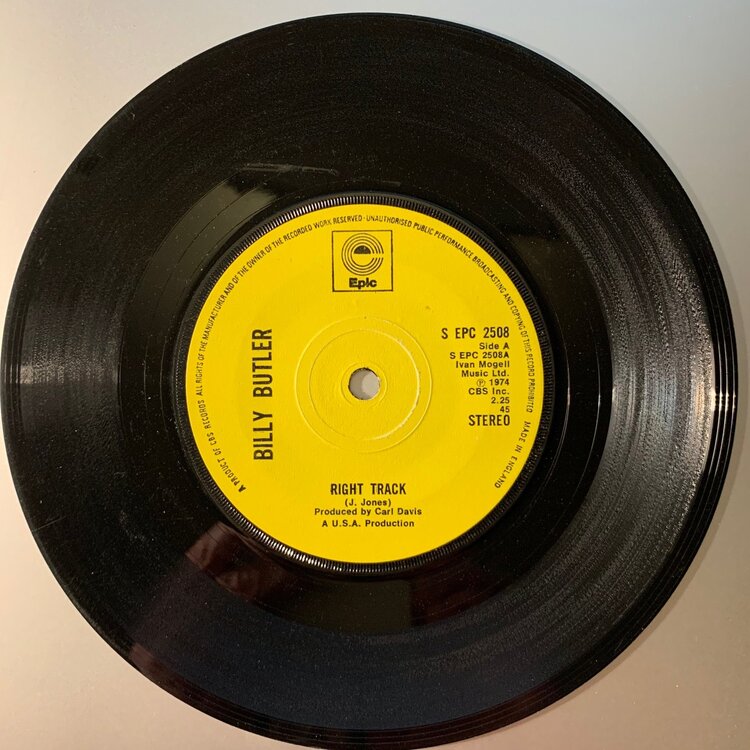 A PRODUCT OF CBS RECORDS. ALL RIGHTS OF THE MANUFACTURER AND OF THE OWNER OF THE RECORDED WORK RESERVED · UNAUTHORISED PUBLIC PERFORMANCE BROADCASTING AND COPYING OF THIS RECORD PROHIBITED MADE IN ENGLAND
Epic
BILLY BUTLER
S EPC 2508
Side A
S EPC 2508A
Ivan Mogell
Music Ltd.
℗ 1974
CBS Inc.
2.25
45
STEREO
RIGHT TRACK
(J. Jones)
Produced by Carl Davis
A U.S.A. Production